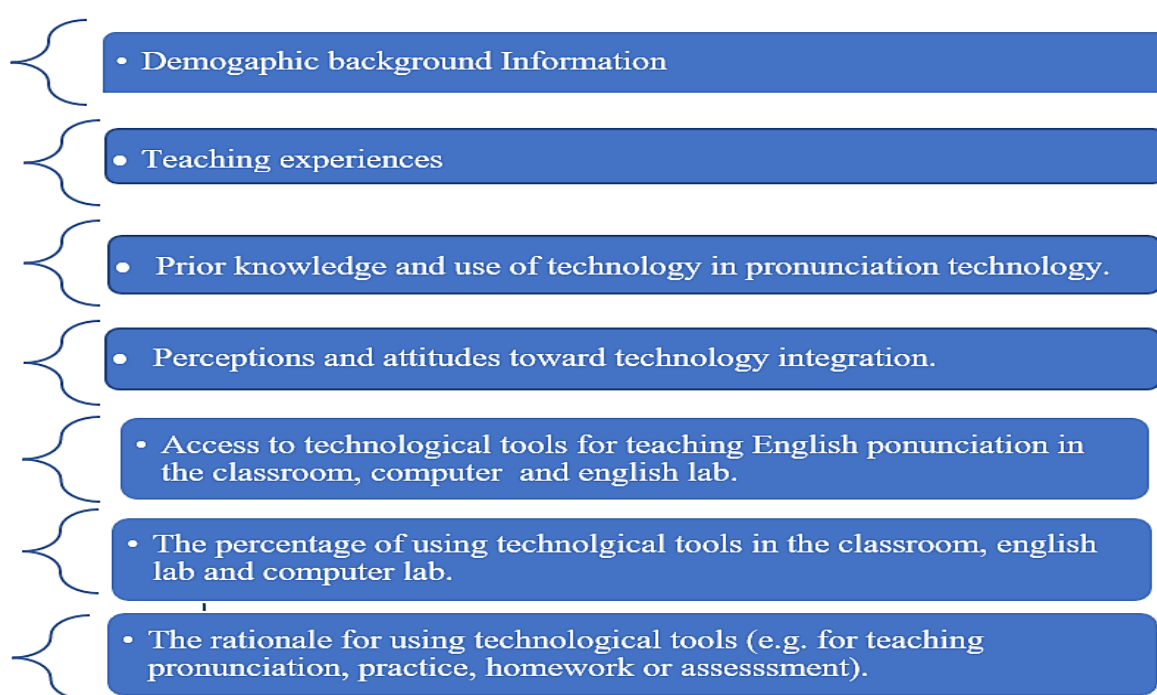 • Demogaphic background Information
• Teaching experiences
• Prior knowledge and use of technology in pronunciation technology.
• Perceptions and attitudes toward technology integration.
• Access to technological tools for teaching English ponunciation in
the classroom, computer and english lab.
• The percentage of using technolgical tools in the classroom, english
lab and computer lab.
• The rationale for using technological tools (e.g. for teaching
pronunciation, practice, homework or assesssment).